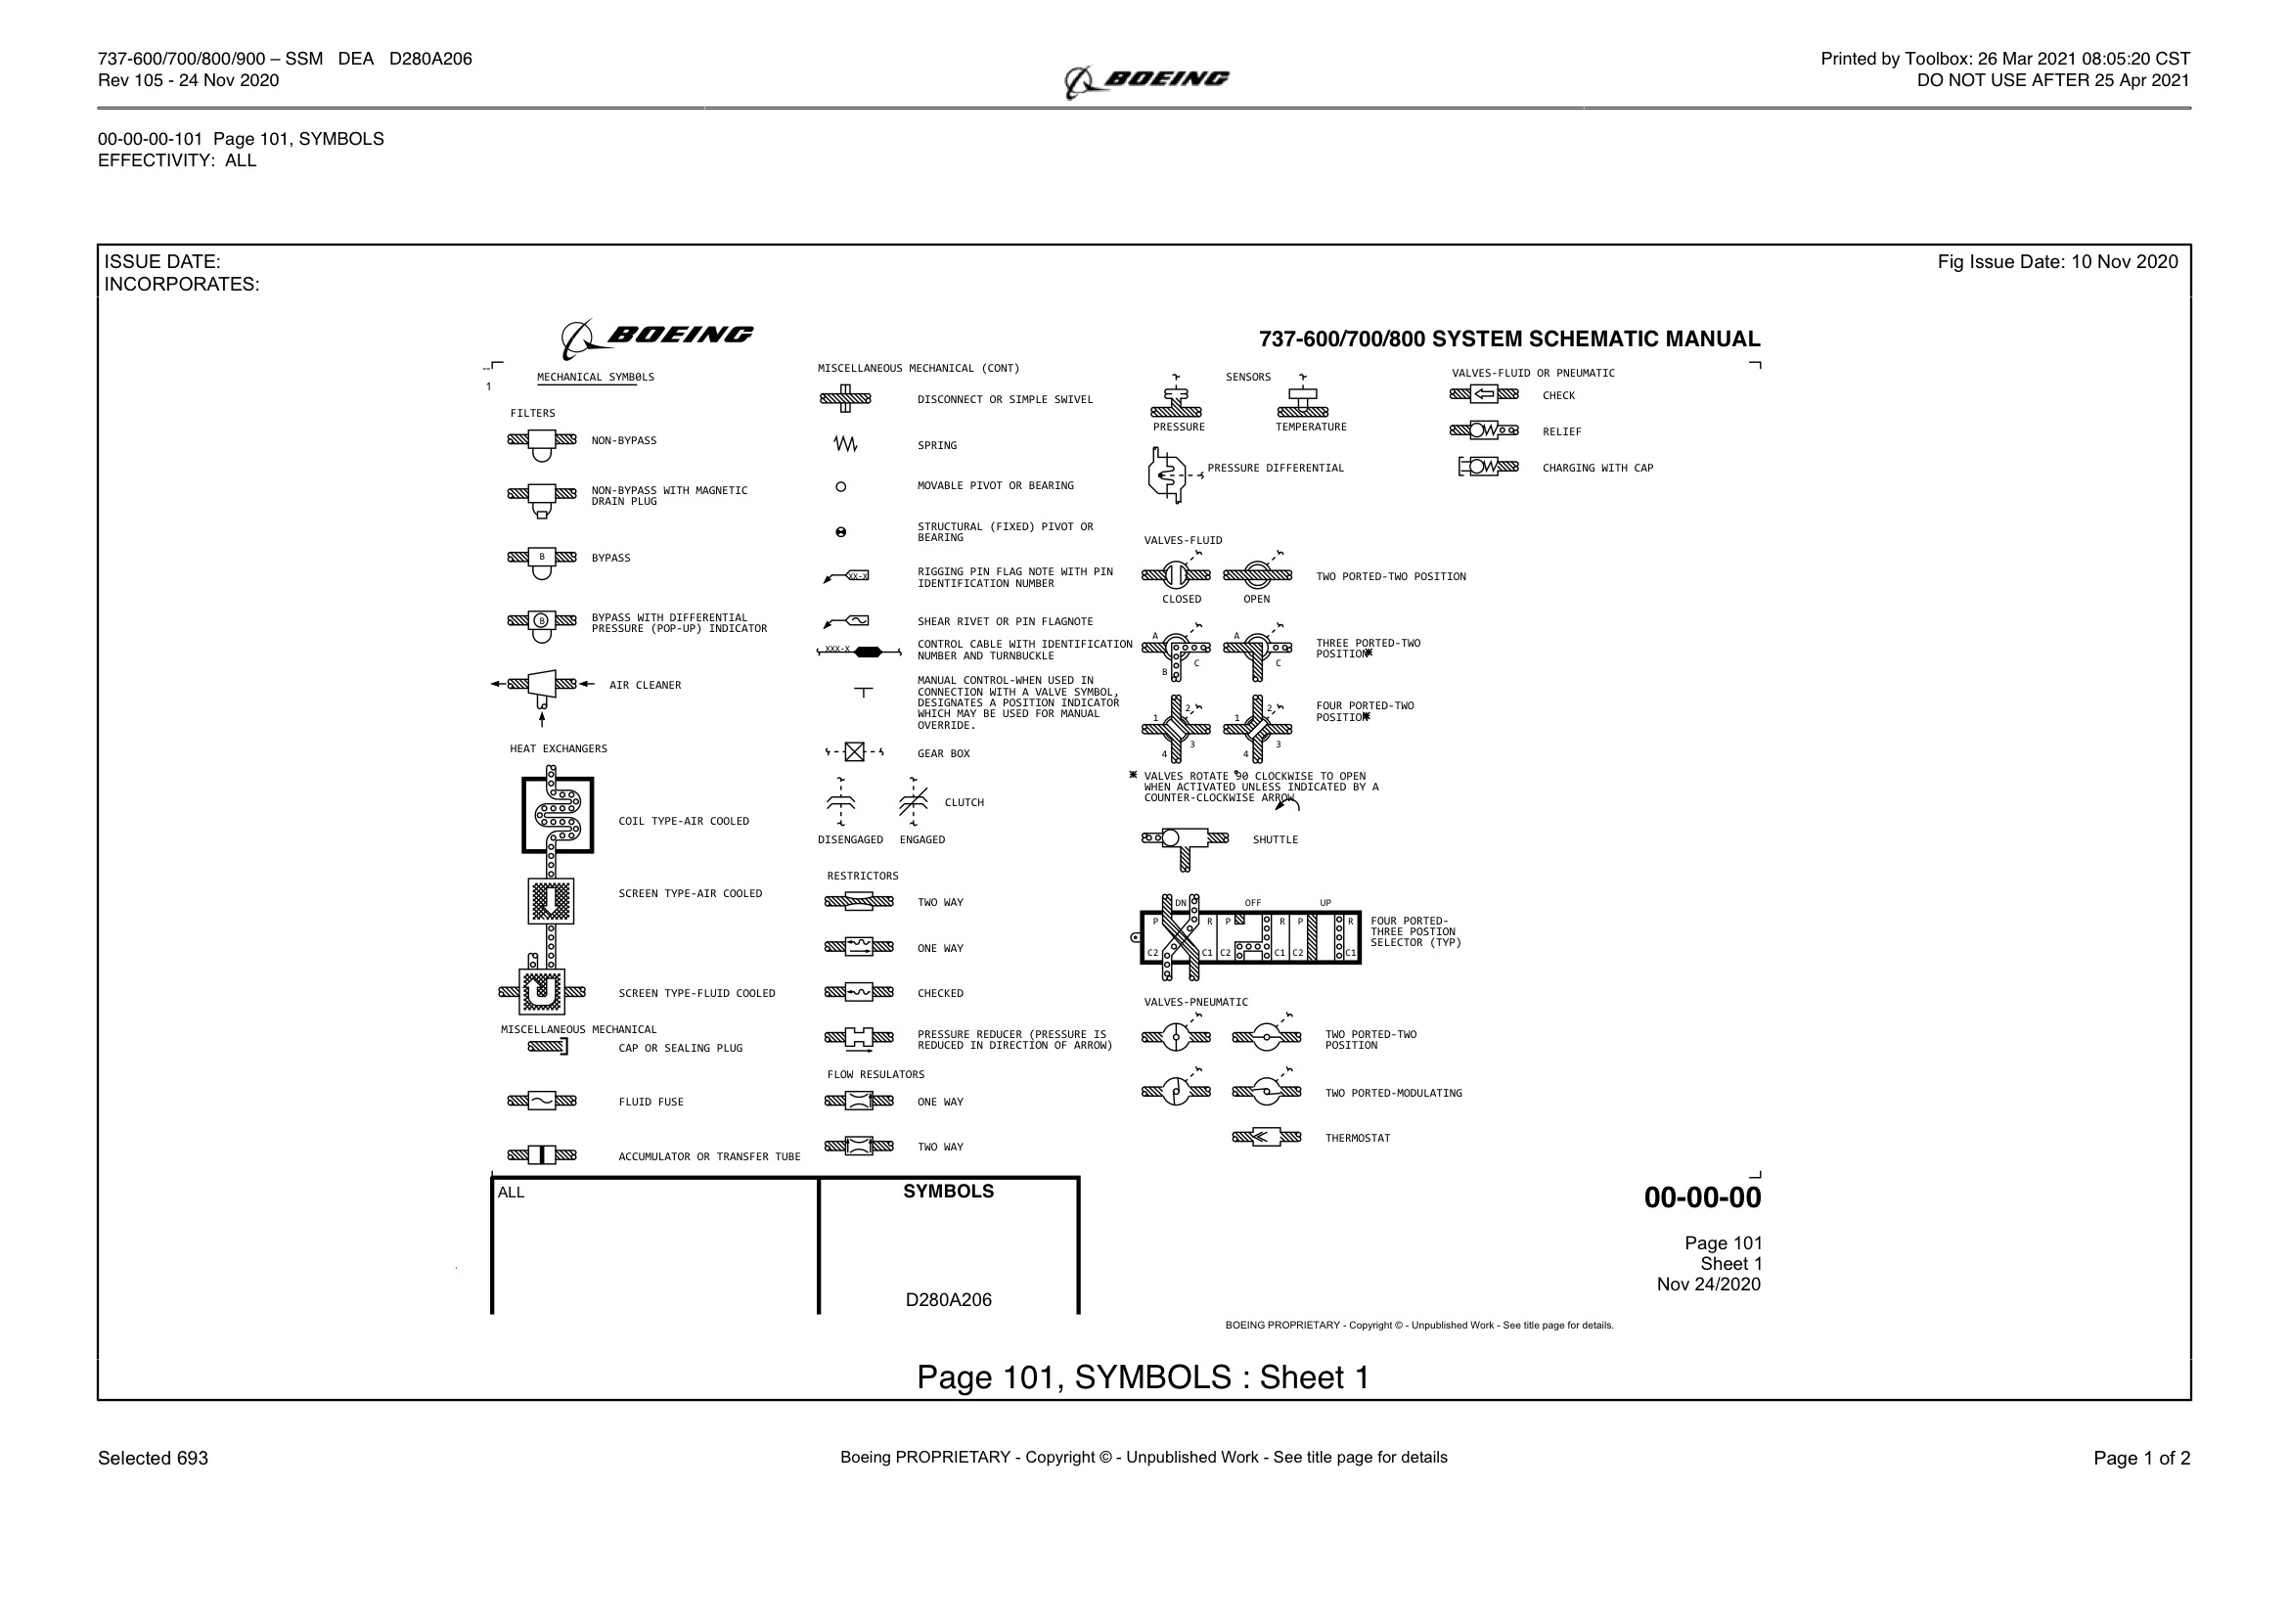 737-600/700/800/900 – SSM DEA D280A206
Rev 105 - 24 Nov 2020
BOEING
Printed by Toolbox: 26 Mar 2021 08:05:20 CST
DO NOT USE AFTER 25 Apr 2021
00-00-00-101 Page 101, SYMBOLS
EFFECTIVITY: ALL
ISSUE DATE:
INCORPORATES:
Fig Issue Date: 10 Nov 2020
BOEING
737-600/700/800 SYSTEM SCHEMATIC MANUAL
1
MECHANICAL SYMBOLS
FILTERS
NON-BYPASS
NON-BYPASS WITH MAGNETIC
DRAIN PLUG
B
BYPASS
B
BYPASS WITH DIFFERENTIAL
PRESSURE (POP-UP) INDICATOR
AIR CLEANER
HEAT EXCHANGERS
COIL TYPE-AIR COOLED
SCREEN TYPE-AIR COOLED
SCREEN TYPE-FLUID COOLED
MISCELLANEOUS MECHANICAL
CAP OR SEALING PLUG
FLUID FUSE
ACCUMULATOR OR TRANSFER TUBE
MISCELLANEOUS MECHANICAL (CONT)
DISCONNECT OR SIMPLE SWIVEL
SPRING
MOVABLE PIVOT OR BEARING
STRUCTURAL (FIXED) PIVOT OR
BEARING
XX-X
RIGGING PIN FLAG NOTE WITH PIN
IDENTIFICATION NUMBER
SHEAR RIVET OR PIN FLAGNOTE
XXX-X
CONTROL CABLE WITH IDENTIFICATION
NUMBER AND TURNBUCKLE
MANUAL CONTROL-WHEN USED IN
CONNECTION WITH A VALVE SYMBOL,
DESIGNATES A POSITION INDICATOR
WHICH MAY BE USED FOR MANUAL
OVERRIDE.
GEAR BOX
CLUTCH
DISENGAGED ENGAGED
RESTRICTORS
TWO WAY
ONE WAY
CHECKED
PRESSURE REDUCER (PRESSURE IS
REDUCED IN DIRECTION OF ARROW)
FLOW RESULATORS
ONE WAY
TWO WAY
SENSORS
PRESSURE TEMPERATURE
PRESSURE DIFFERENTIAL
VALVES-FLUID
TWO PORTED-TWO POSITION
CLOSED OPEN
A B C A C
THREE PORTED-TWO
POSITION*
1 2 3 4 1 2 3 4
FOUR PORTED-TWO
POSITION*
* VALVES ROTATE 90° CLOCKWISE TO OPEN
WHEN ACTIVATED UNLESS INDICATED BY A
COUNTER-CLOCKWISE ARROW
SHUTTLE
DN OFF UP
P R P R P R
C2 C1 C2 C1 C2 C1
FOUR PORTED-
THREE POSTION
SELECTOR (TYP)
VALVES-PNEUMATIC
TWO PORTED-TWO
POSITION
TWO PORTED-MODULATING
THERMOSTAT
VALVES-FLUID OR PNEUMATIC
CHECK
RELIEF
CHARGING WITH CAP
ALL
SYMBOLS
D280A206
00-00-00
Page 101
Sheet 1
Nov 24/2020
BOEING PROPRIETARY - Copyright © - Unpublished Work - See title page for details.
Page 101, SYMBOLS : Sheet 1
Selected 693
Boeing PROPRIETARY - Copyright © - Unpublished Work - See title page for details
Page 1 of 2